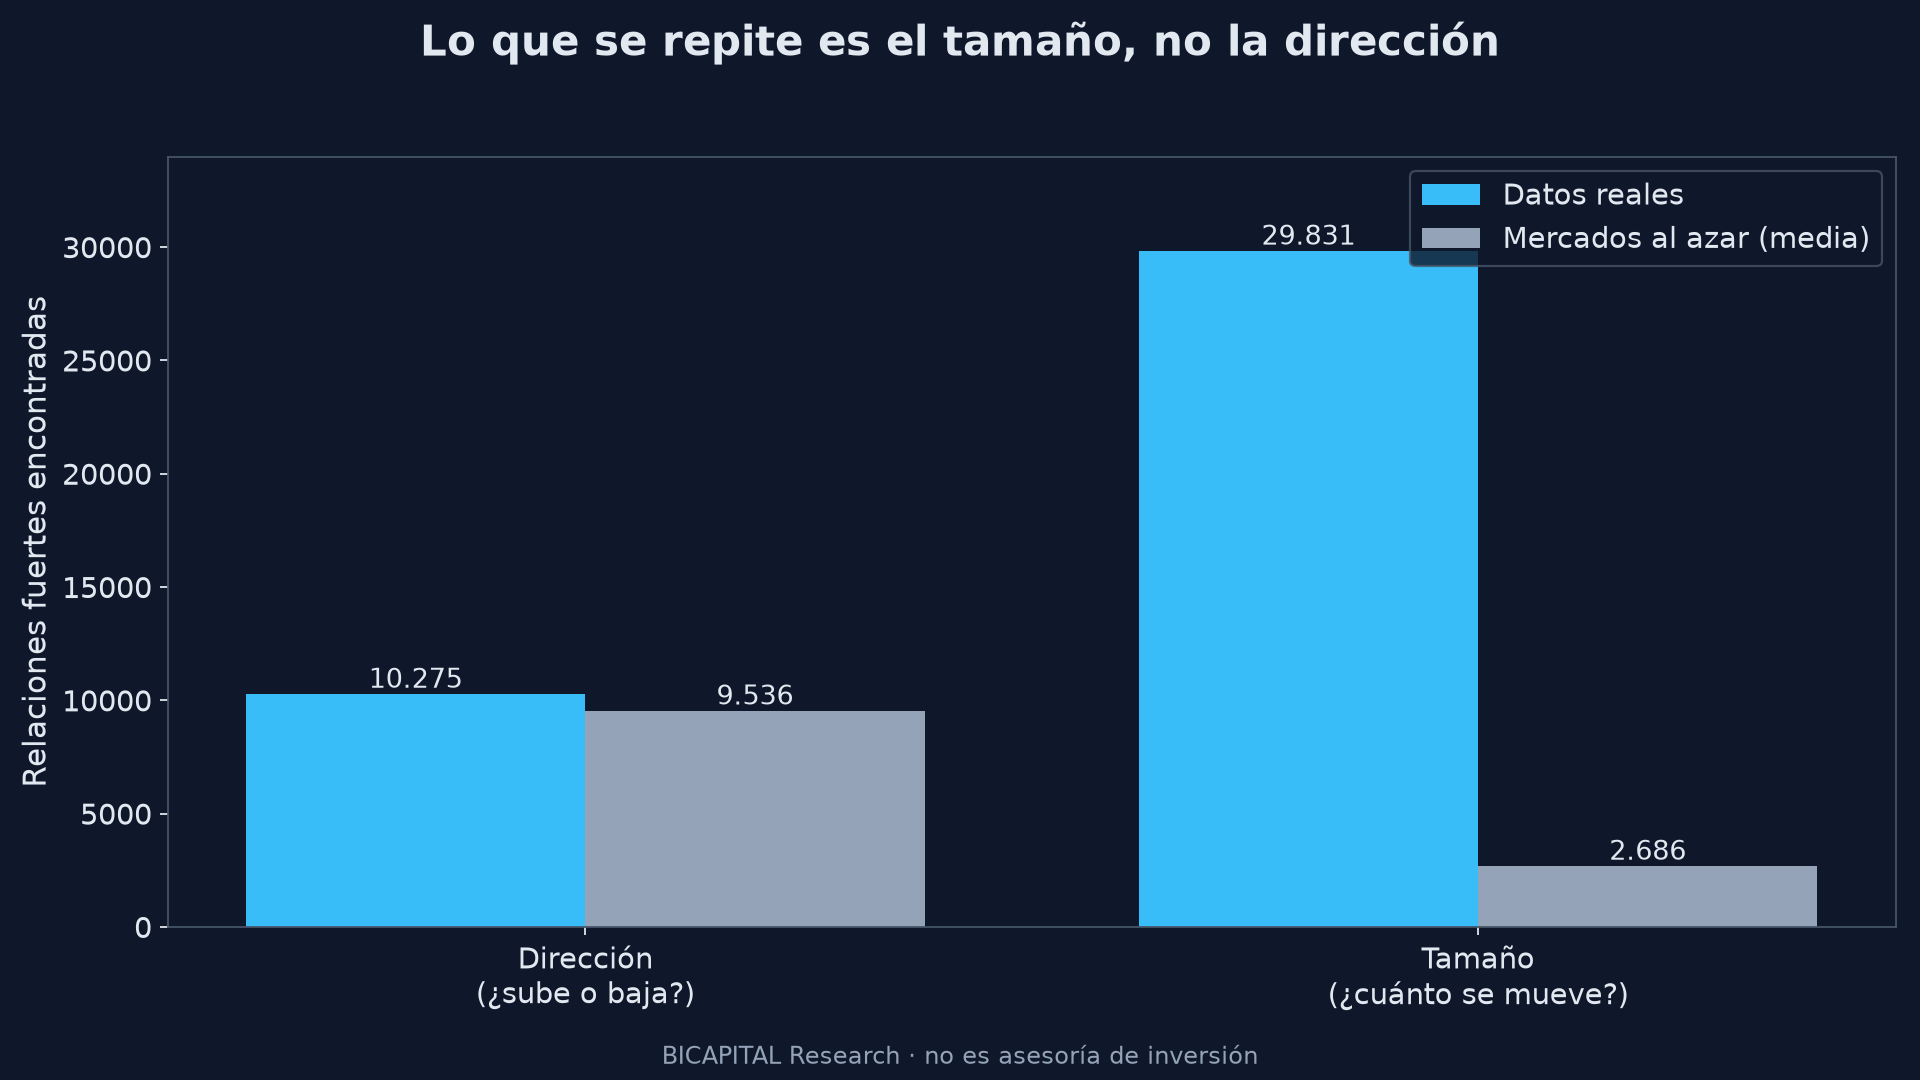 Lo que se repite es el tamaño, no la dirección
Datos reales
Mercados al azar (media)
Relaciones fuertes encontradas
30000
25000
20000
15000
10000
5000
0
10.275
9.536
29.831
2.686
Dirección
(¿sube o baja?)
Tamaño
(¿cuánto se mueve?)
BICAPITAL Research · no es asesoría de inversión